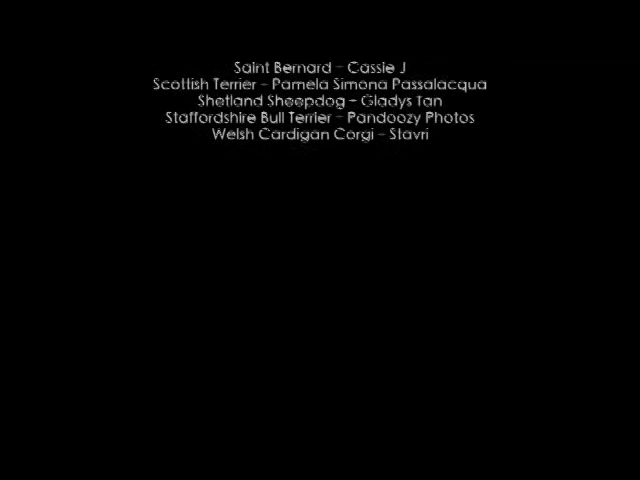 Saint Bernard - Cassie J
Scottish Terrier - Pamela Simona Passalacqua
Shetland Sheepdog - Gladys Tan
Staffordshire Bull Terrier - Pandoozy Photos
Welsh Cardigan Corgi - Stavri